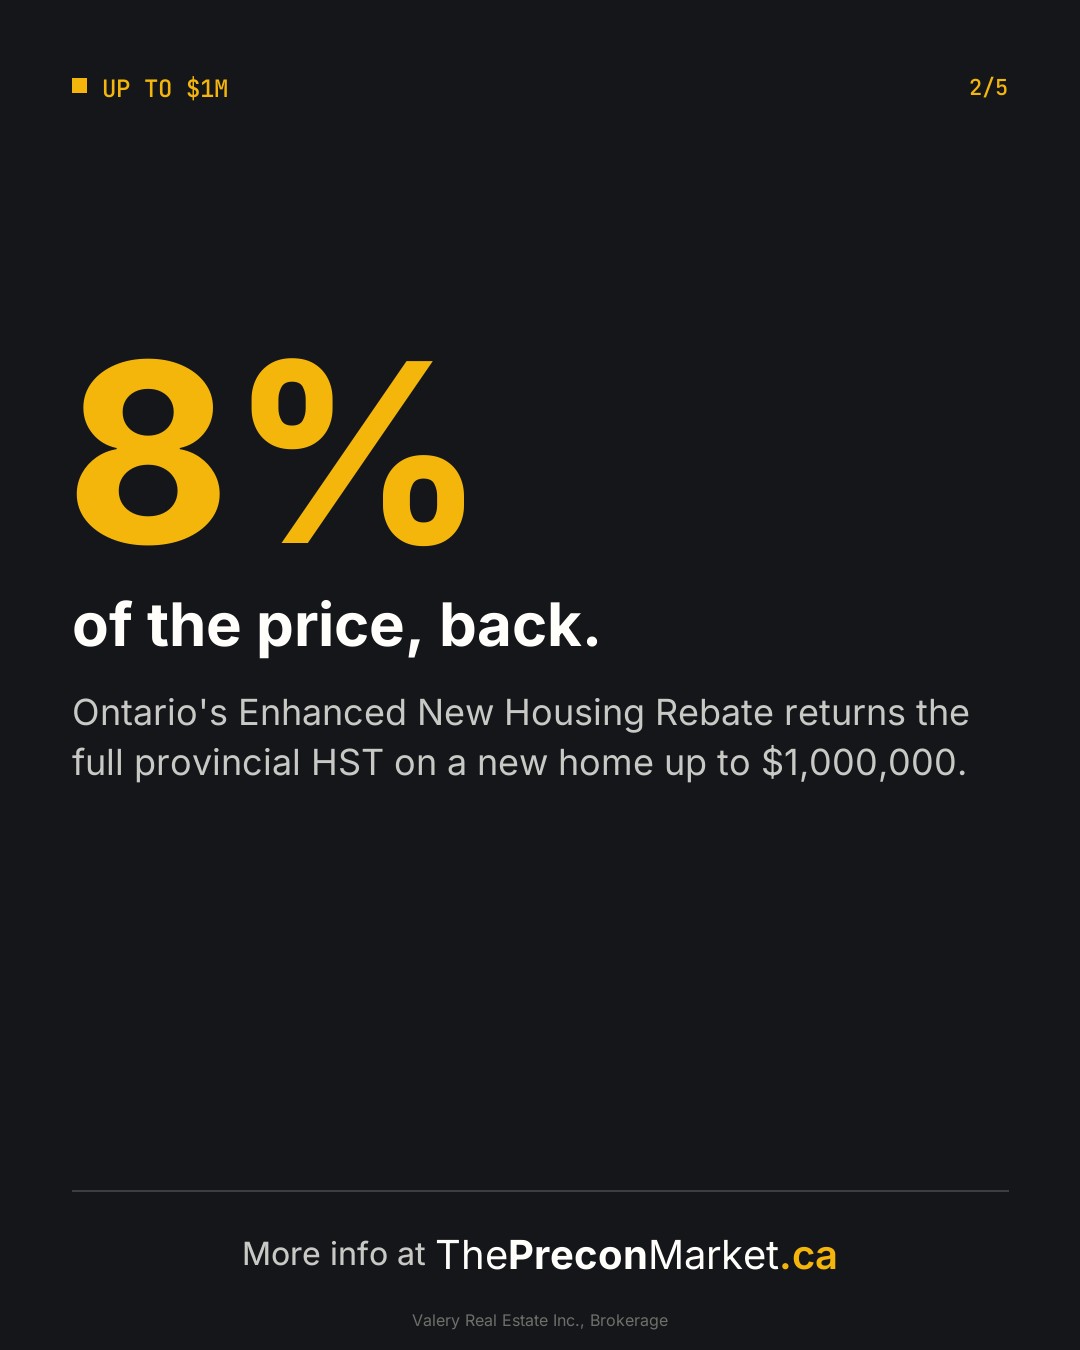 UP TO $1M
2/5
8%
of the price, back.
Ontario's Enhanced New Housing Rebate returns the
full provincial HST on a new home up to $1,000,000.
More info at ThePreconMarket.ca
Valery Real Estate Inc., Brokerage